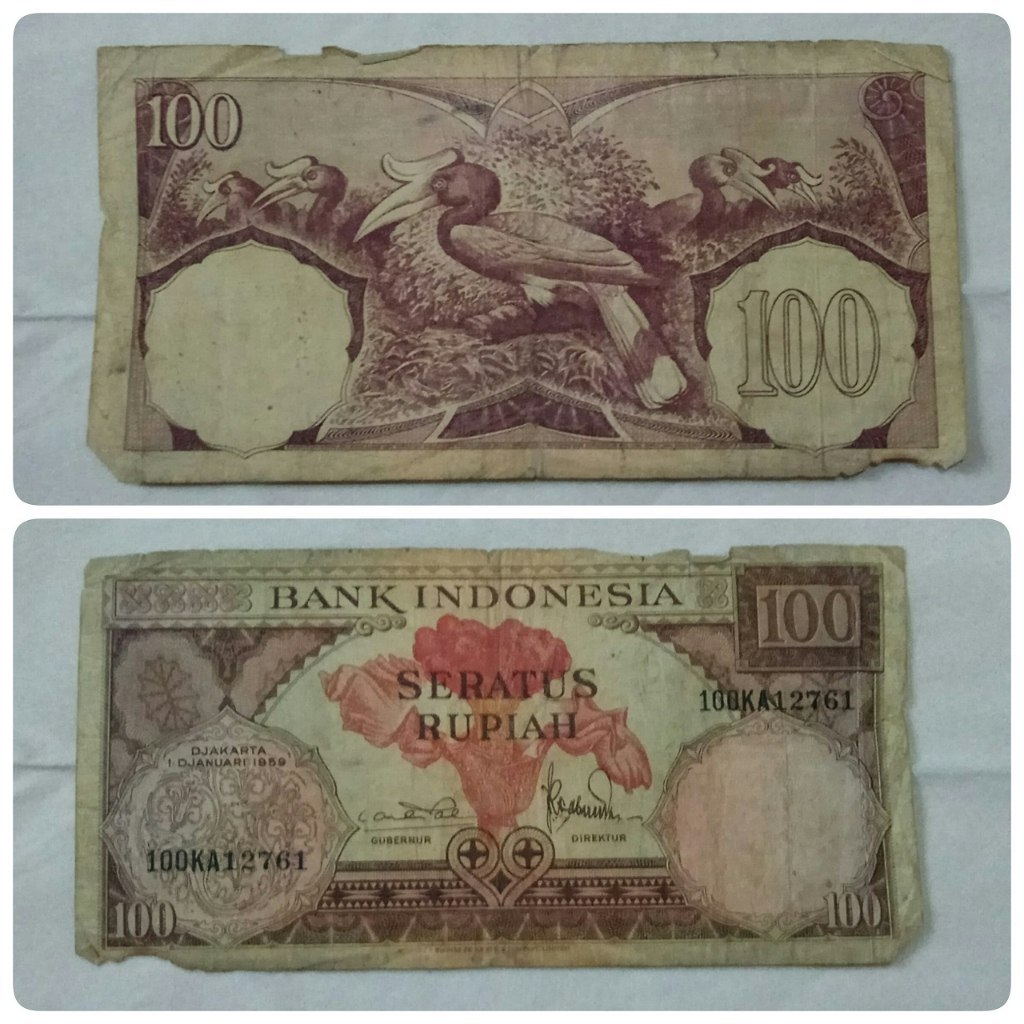 100
100
BANK INDONESIA
100
SERATUS
RUPIAH
100KA12761
DJAKARTA
1 DJANUARI 1959
GUBERNUR
DIREKTUR
100KA12761
100
100